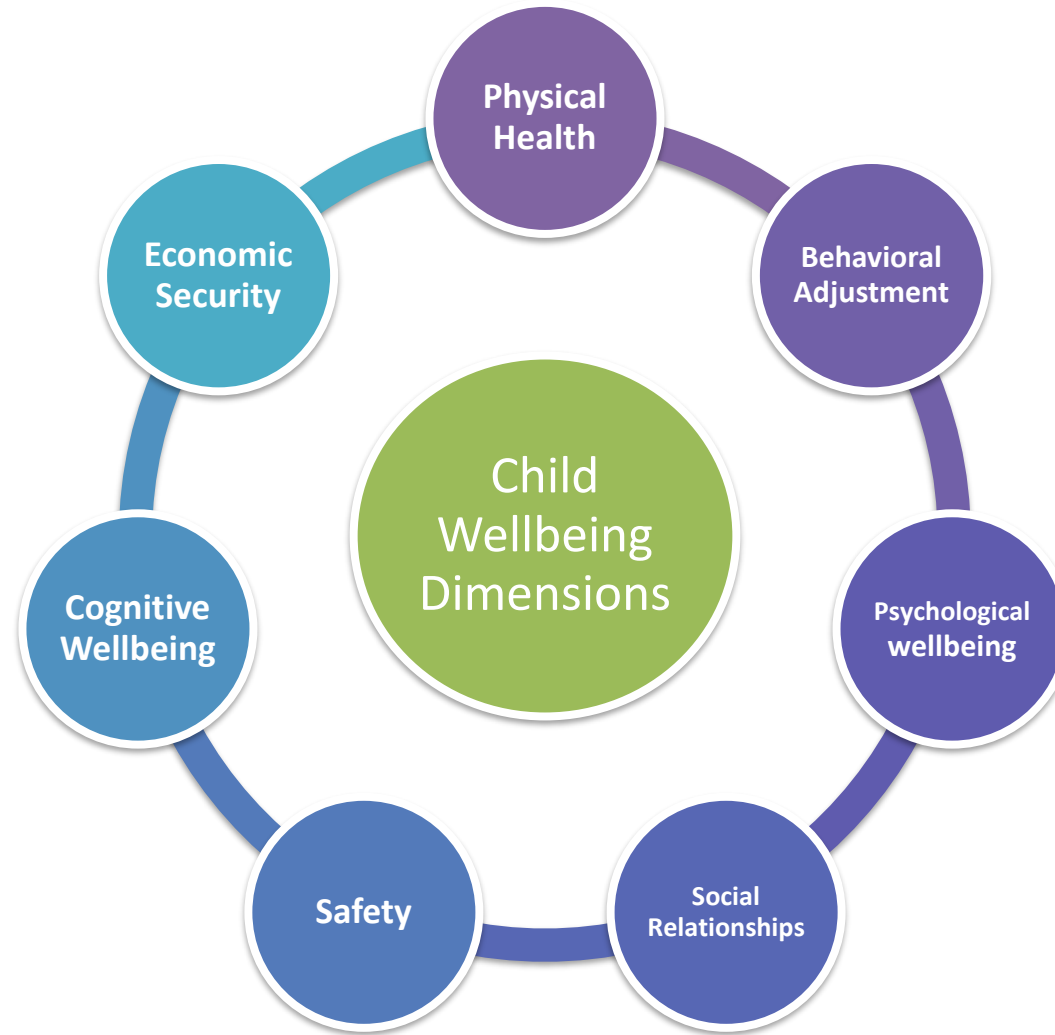 Physical
Health
Behavioral
Adjustment
Psychological
wellbeing
Social
Relationships
Safety
Cognitive
Wellbeing
Economic
Security
Child
Wellbeing
Dimensions